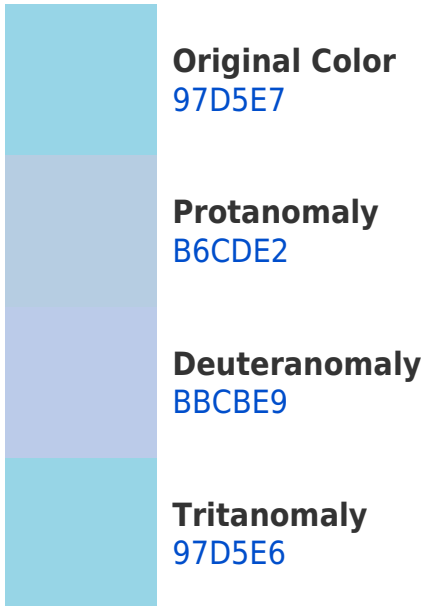 Original Color
97D5E7
Protanomaly
B6CDE2
Deuteranomaly
BBCBE9
Tritanomaly
97D5E6